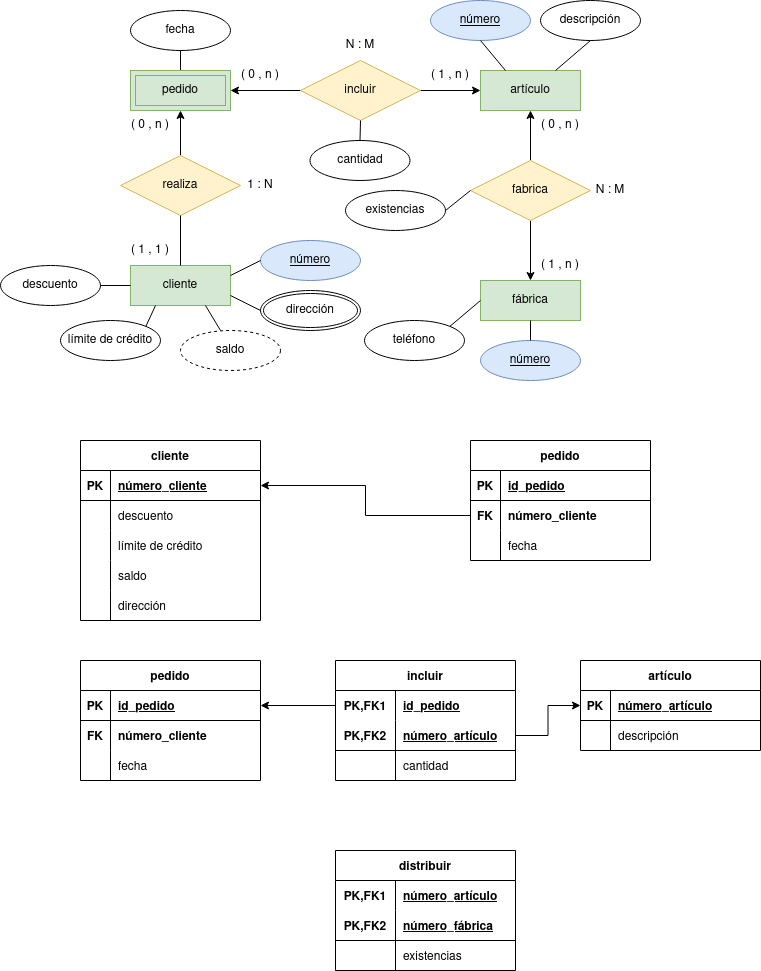 número
descripción
fecha
N : M
pedido
( 0 , n )
incluir
( 1 , n )
artículo
( 0 , n )
( 0 , n )
cantidad
realiza
1 : N
fabrica
N : M
existencias
( 1 , 1 )
número
( 1 , n )
descuento
cliente
dirección
fábrica
límite de crédito
saldo
teléfono
número
cliente
PK número_cliente
descuento
límite de crédito
saldo
dirección
pedido
PK id_pedido
FK número_cliente
fecha
pedido
PK id_pedido
FK número_cliente
fecha
incluir
PK,FK1 id_pedido
PK,FK2 número_artículo
cantidad
artículo
PK número_artículo
descripción
distribuir
PK,FK1 número_artículo
PK,FK2 número_fábrica
existencias